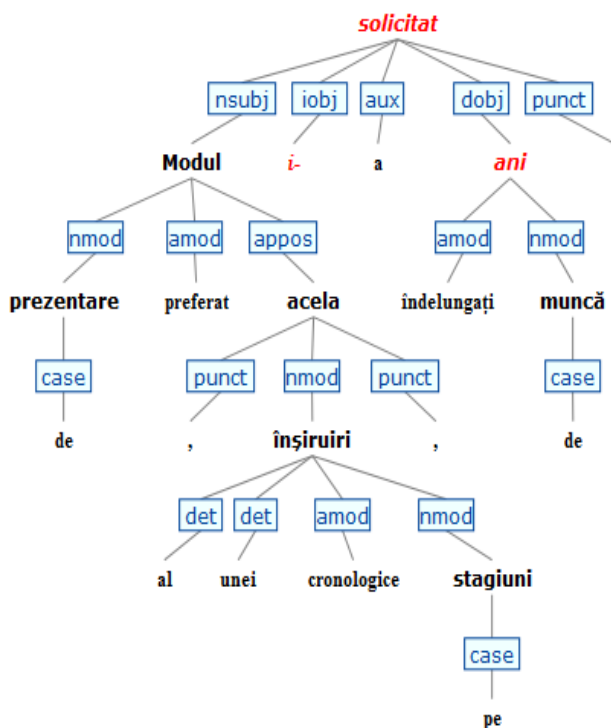 solicitat
nsubj iobj aux dobj punct
Modul i- a ani
nmod amod appos amod nmod
prezentare preferat acela îndelungați muncă
case punct nmod punct case
de , înșiruiri , de
det det amod nmod
al unei cronologice stagiuni
case
pe